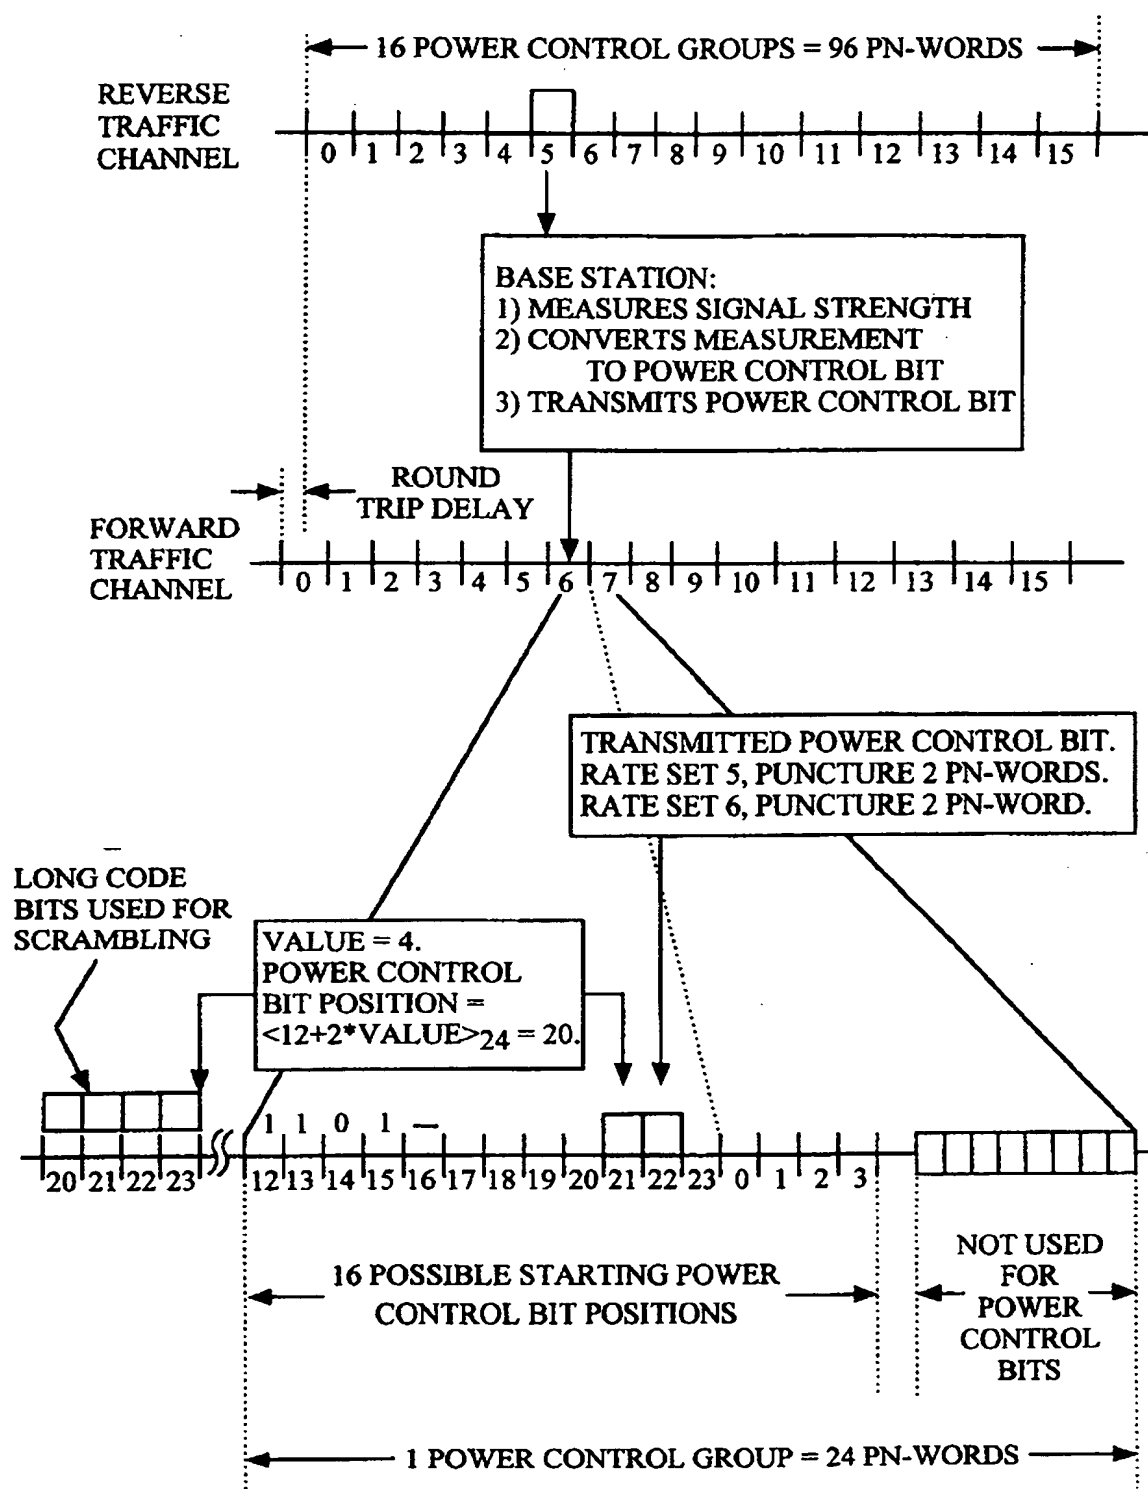 16 POWER CONTROL GROUPS = 96 PN-WORDS
REVERSE
TRAFFIC
CHANNEL
0 1 2 3 4 5 6 7 8 9 10 11 12 13 14 15
BASE STATION:
1) MEASURES SIGNAL STRENGTH
2) CONVERTS MEASUREMENT
TO POWER CONTROL BIT
3) TRANSMITS POWER CONTROL BIT
ROUND
TRIP DELAY
FORWARD
TRAFFIC
CHANNEL
0 1 2 3 4 5 6 7 8 9 10 11 12 13 14 15
TRANSMITTED POWER CONTROL BIT.
RATE SET 5, PUNCTURE 2 PN-WORDS.
RATE SET 6, PUNCTURE 2 PN-WORD.
LONG CODE
BITS USED FOR
SCRAMBLING
VALUE = 4.
POWER CONTROL
BIT POSITION =
<12+2*VALUE>24 = 20.
1 1 0 1 —
20 21 22 23 12 13 14 15 16 17 18 19 20 21 22 23 0 1 2 3
16 POSSIBLE STARTING POWER
CONTROL BIT POSITIONS
NOT USED
FOR
POWER
CONTROL
BITS
1 POWER CONTROL GROUP = 24 PN-WORDS